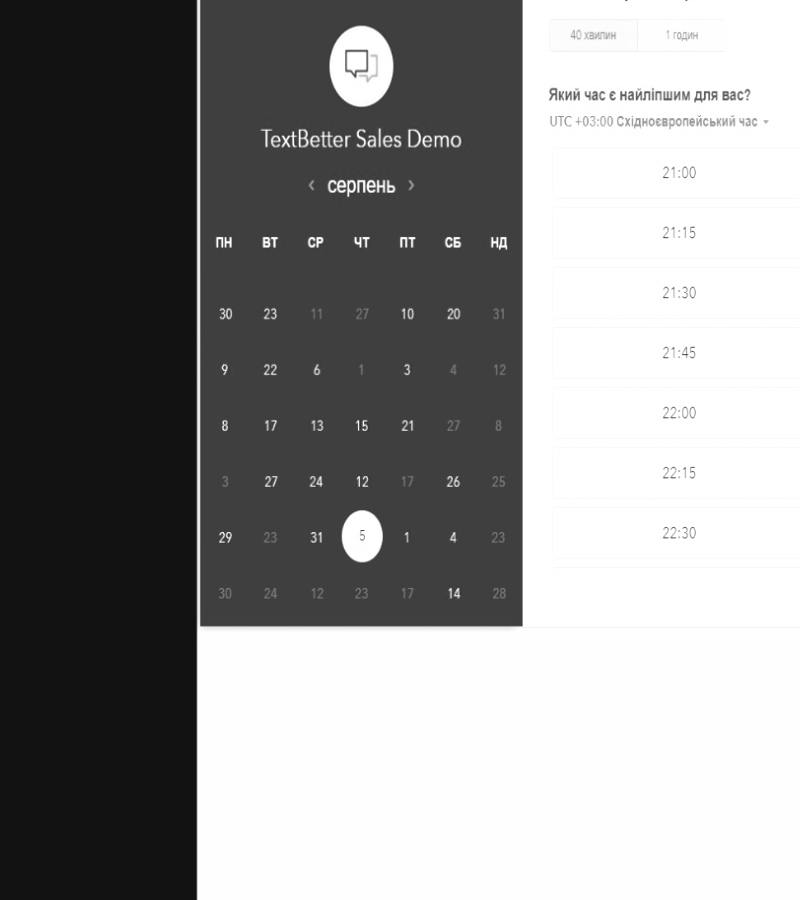 TextBetter Sales Demo
‹ серпень ›
ПН ВТ СР ЧТ ПТ СБ НД
30 23 11 27 10 20 31
9 22 6 1 3 4 12
8 17 13 15 21 27 8
3 27 24 12 17 26 25
29 23 31 5 1 4 23
30 24 12 23 17 14 28
40 хвилин 1 годин
Який час є найліпшим для вас?
UTC +03:00 Східноєвропейський час
21:00
21:15
21:30
21:45
22:00
22:15
22:30